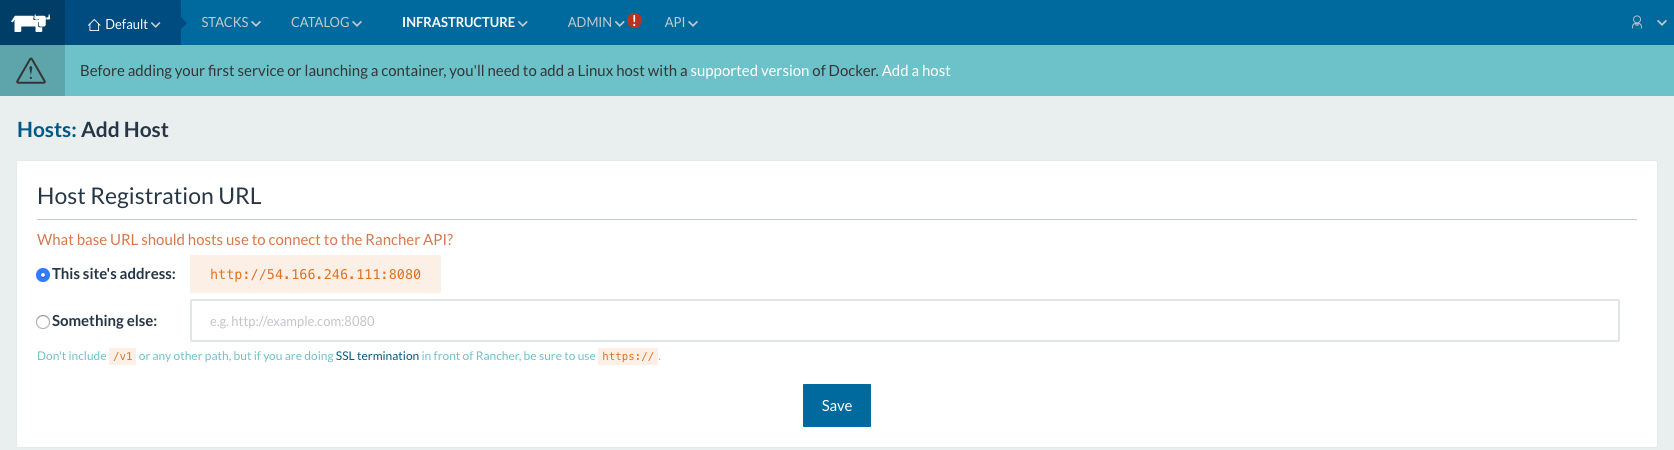 Default STACKS CATALOG INFRASTRUCTURE ADMIN ! API
Before adding your first service or launching a container, you'll need to add a Linux host with a supported version of Docker. Add a host
Hosts: Add Host
Host Registration URL
What base URL should hosts use to connect to the Rancher API?
This site's address: http://54.166.246.111:8080
Something else: e.g. http://example.com:8080
Don't include /v1 or any other path, but if you are doing SSL termination in front of Rancher, be sure to use https:// .
Save